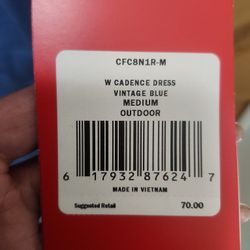 CFC8N1R-M
W CADENCE DRESS
VINTAGE BLUE
MEDIUM
OUTDOOR
6 17932 87624 7
MADE IN VIETNAM
Suggested Retail 70.00